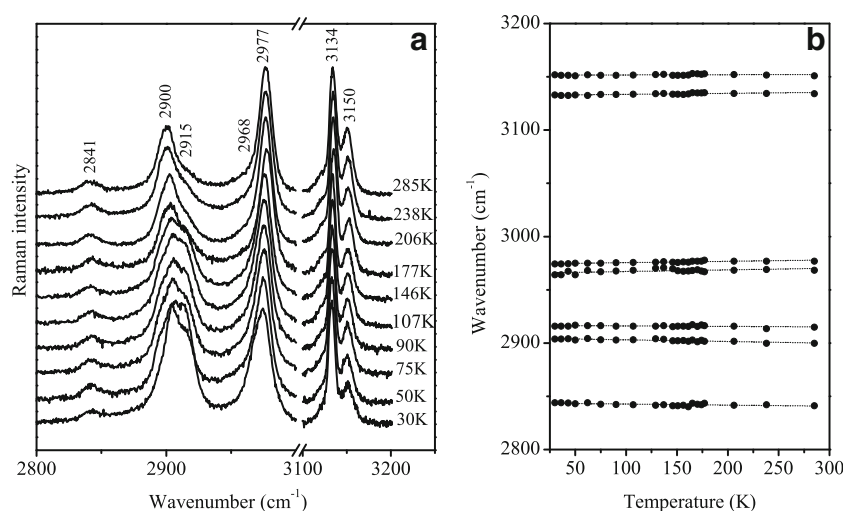 a
Raman intensity
2841
2900
2915
2968
2977
3134
3150
285K
238K
206K
177K
146K
107K
90K
75K
50K
30K
2800
2900
3100
3200
Wavenumber (cm-1)
b
Wavenumber (cm-1)
3200
3100
3000
2900
2800
50
100
150
200
250
300
Temperature (K)